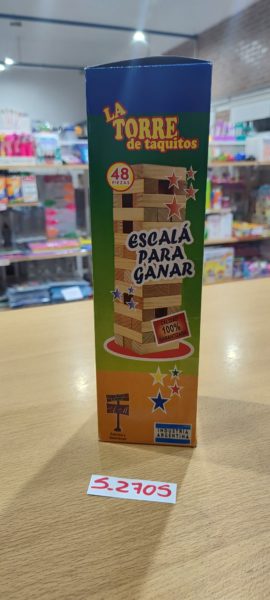 LA
TORRE
de taquitos
48
PIEZAS
ESCALÁ
PARA
GANAR
100%
INDUSTRIA
ARGENTINA
S.2705